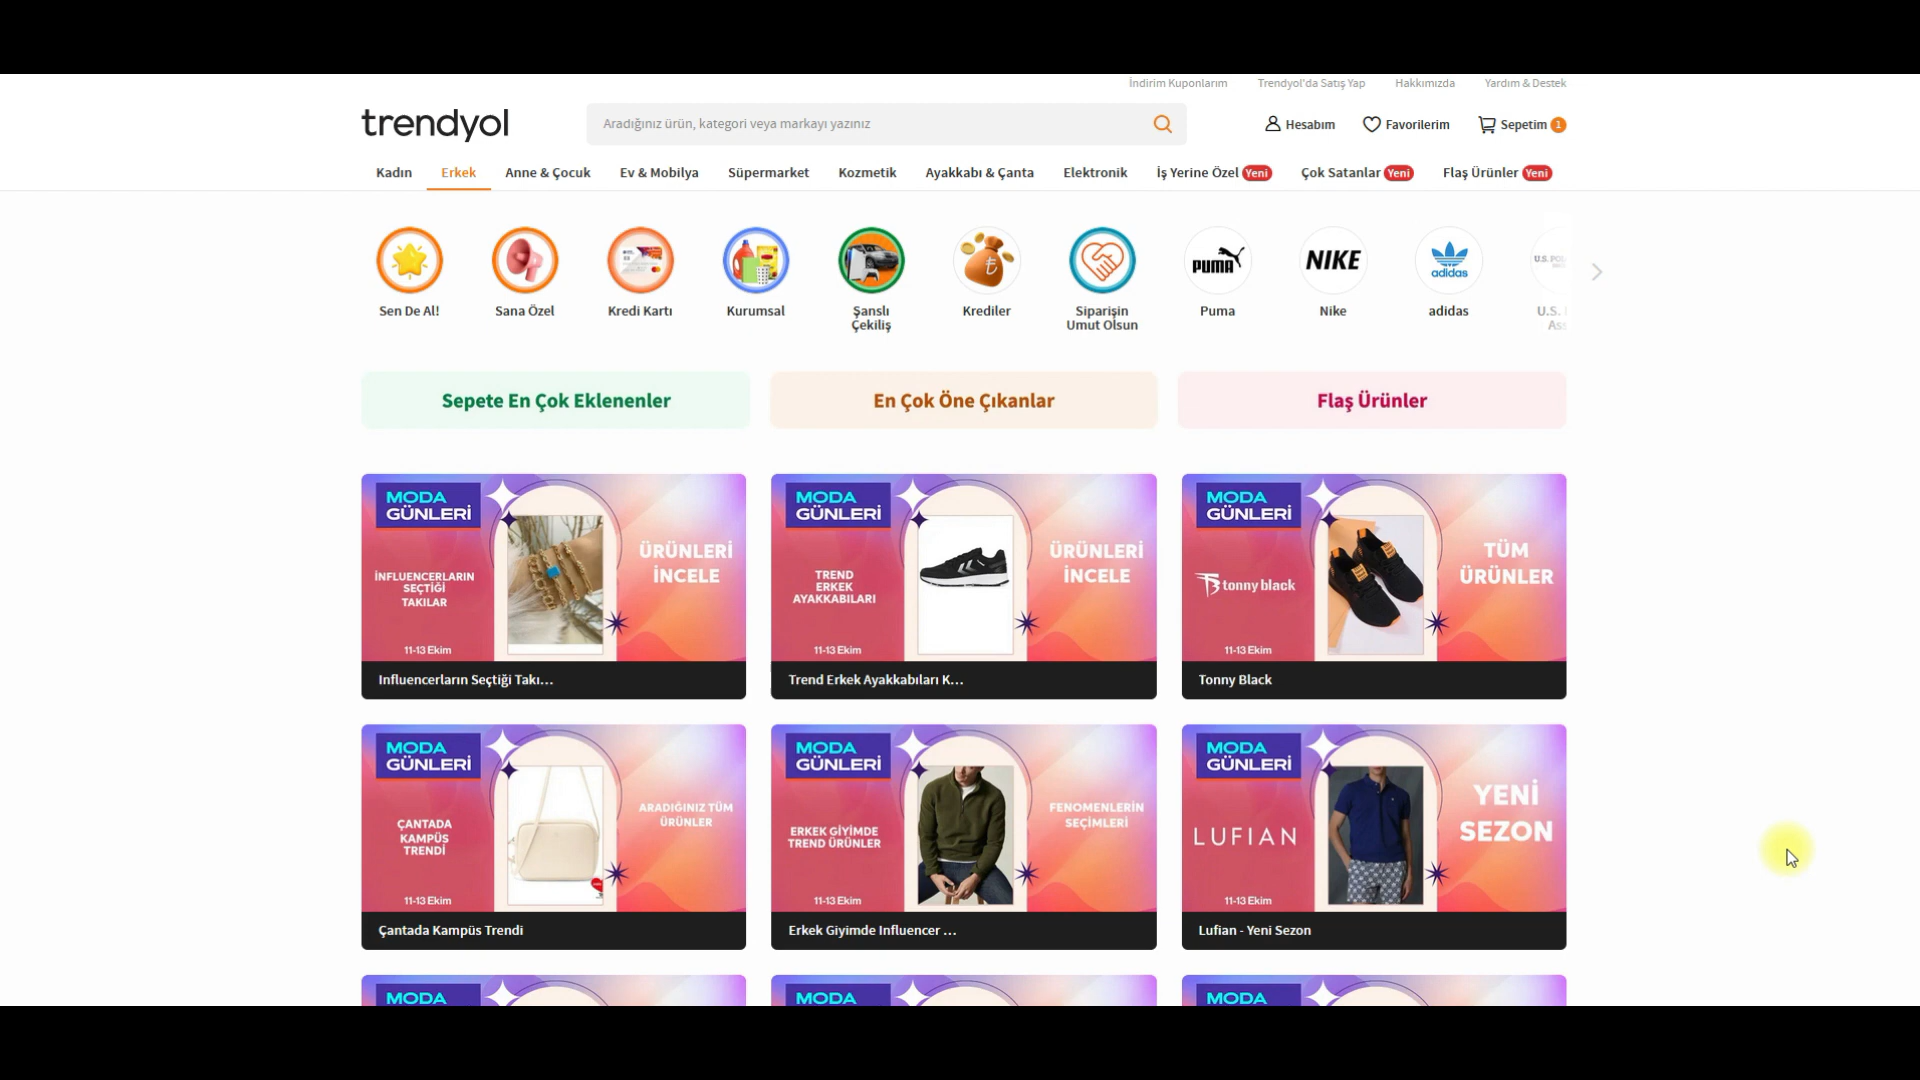 İndirim Kuponlarım Trendyol'da Satış Yap Hakkımızda Yardım & Destek
trendyol
Aradığınız ürün, kategori veya markayı yazınız
Hesabım Favorilerim Sepetim 1
Kadın Erkek Anne & Çocuk Ev & Mobilya Süpermarket Kozmetik Ayakkabı & Çanta Elektronik İş Yerine Özel Yeni Çok Satanlar Yeni Flaş Ürünler Yeni
PUMA NIKE adidas
Sen De Al! Sana Özel Kredi Kartı Kurumsal Şanslı Çekiliş Krediler Siparişin Umut Olsun Puma Nike adidas U.S.
Sepete En Çok Eklenenler En Çok Öne Çıkanlar Flaş Ürünler
MODA GÜNLERİ
İNFLUENCERLARIN
SEÇTİĞİ
TAKILAR
ÜRÜNLERİ
İNCELE
11-13 Ekim
Influencerların Seçtiği Takı...
MODA GÜNLERİ
TREND
ERKEK
AYAKKABILARI
ÜRÜNLERİ
İNCELE
11-13 Ekim
Trend Erkek Ayakkabıları K...
MODA GÜNLERİ
tonny black
TÜM
ÜRÜNLER
11-13 Ekim
Tonny Black
MODA GÜNLERİ
ÇANTADA
KAMPÜS
TRENDİ
ARADIĞINIZ TÜM
ÜRÜNLER
11-13 Ekim
Çantada Kampüs Trendi
MODA GÜNLERİ
ERKEK GİYİMDE
TREND ÜRÜNLER
FENOMENLERİN
SEÇİMLERİ
11-13 Ekim
Erkek Giyimde Influencer ...
MODA GÜNLERİ
LUFIAN
YENİ
SEZON
11-13 Ekim
Lufian - Yeni Sezon
MODA MODA MODA